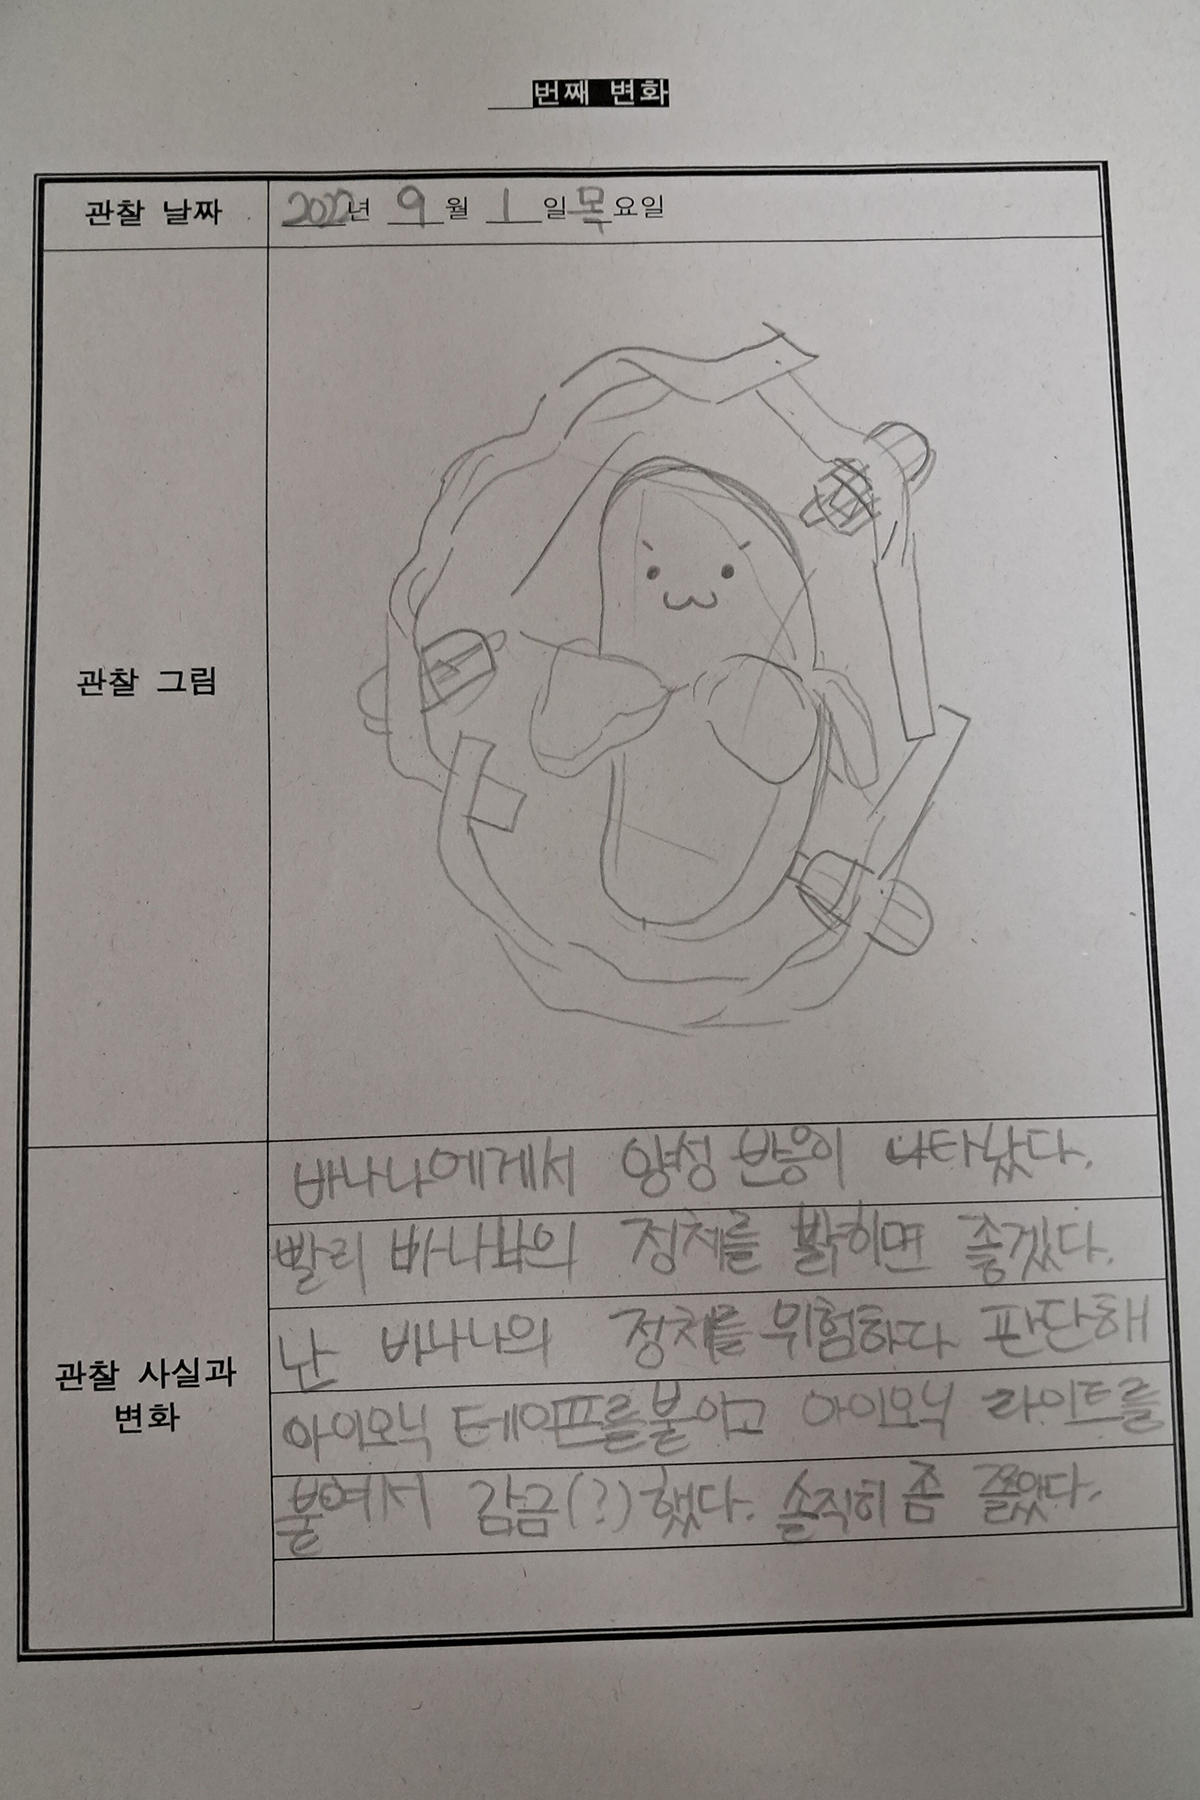 번째 변화
관찰 날짜 2022년 9월 1일 목요일
관찰 그림
관찰 사실과
변화
바나나에게서 양성 반응이 나타났다.
빨리 바나나의 정체를 밝히면 좋겠다.
난 바나나의 정체를 위험하다 판단해
아이오닉 테이프를붙이고 아이오닉 라이트를
붙여서 감금(?)했다. 솔직히 좀 쫄았다.